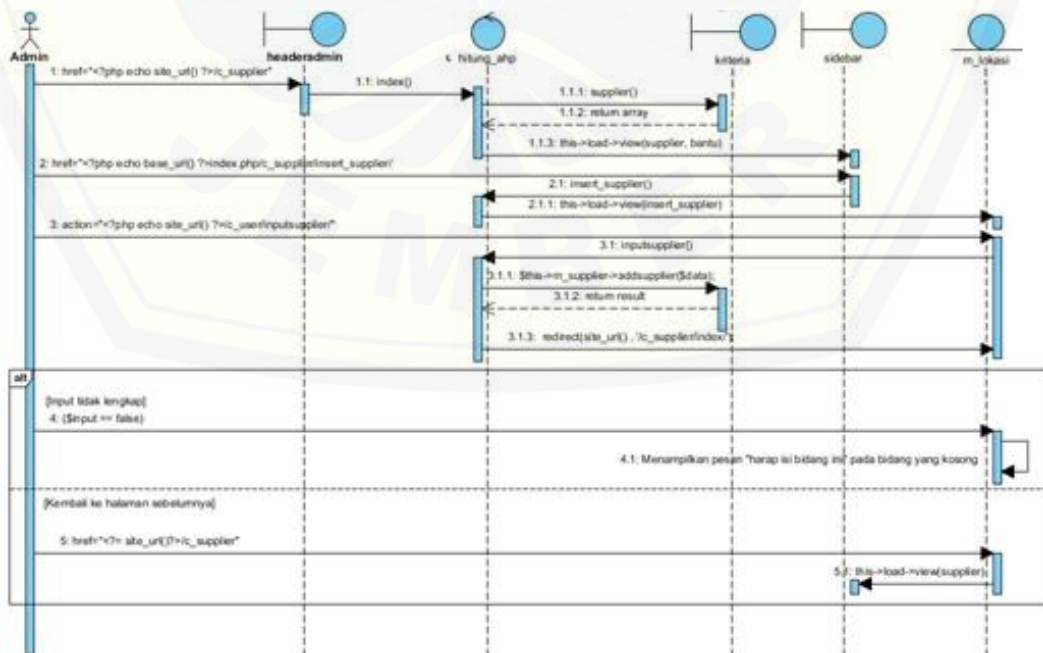 Admin
headeradmin
hitung_ahp
kriteria
sidebar
m_lokasi
1: href="<?php echo site_url() ?>/c_supplier"
1.1: index()
1.1.1: supplier()
1.1.2: return array
1.1.3: this->load->view(supplier, bantu)
2: href="<?php echo base_url() ?>index.php/c_supplier/insert_supplier/'
2.1: insert_supplier()
2.1.1: this->load->view(insert_supplier)
3: action="<?php echo site_url() ?>/c_user/inputsupplier/"
3.1: inputsupplier()
3.1.1: $this->m_supplier->addsupplier($data);
3.1.2: return result
3.1.3: redirect(site_url() . '/c_supplier/index/');
alt
[Input tidak lengkap]
4: ($input == false)
4.1: Menampilkan pesan "harap isi bidang ini" pada bidang yang kosong
[Kembali ke halaman sebelumnya]
5: href="<?= site_url()?>/c_supplier"
5.1: this->load->view(supplier);
JEMBER